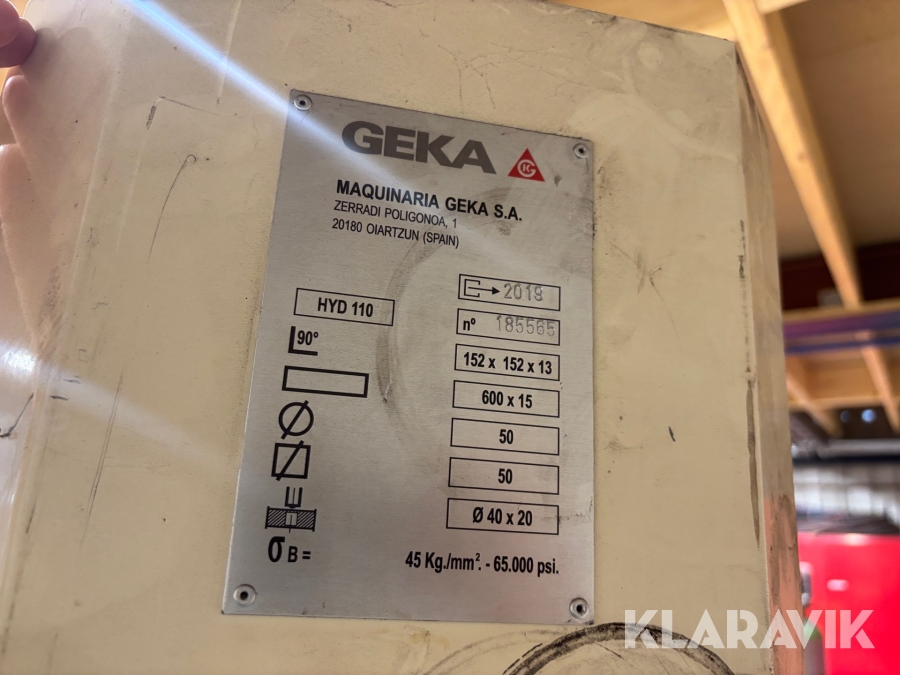 GEKA
MAQUINARIA GEKA S.A.
ZERRADI POLIGONOA, 1
20180 OIARTZUN (SPAIN)
HYD 110
2018
nº 185565
90° 152 x 152 x 13
600 x 15
50
50
Ø 40 x 20
σB = 45 Kg./mm². - 65.000 psi.
KLARAVIK